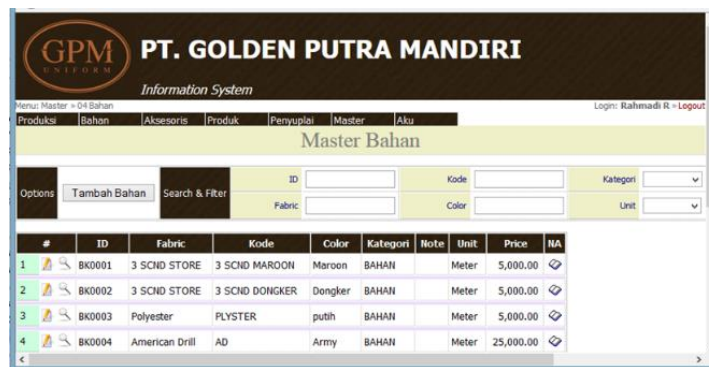 GPM
UNIFORM
PT. GOLDEN PUTRA MANDIRI
Information System
Menu: Master > 04 Bahan Login: Rahmadi R - Logout
Produksi Bahan Aksesoris Produk Penyuplai Master Aku
Master Bahan
Options Tambah Bahan Search & Filter
ID Kode Kategori
Fabric Color Unit
# ID Fabric Kode Color Kategori Note Unit Price NA
1 BK0001 3 SCND STORE 3 SCND MAROON Maroon BAHAN Meter 5,000.00
2 BK0002 3 SCND STORE 3 SCND DONGKER Dongker BAHAN Meter 5,000.00
3 BK0003 Polyester PLYSTER putih BAHAN Meter 5,000.00
4 BK0004 American Drill AD Army BAHAN Meter 25,000.00